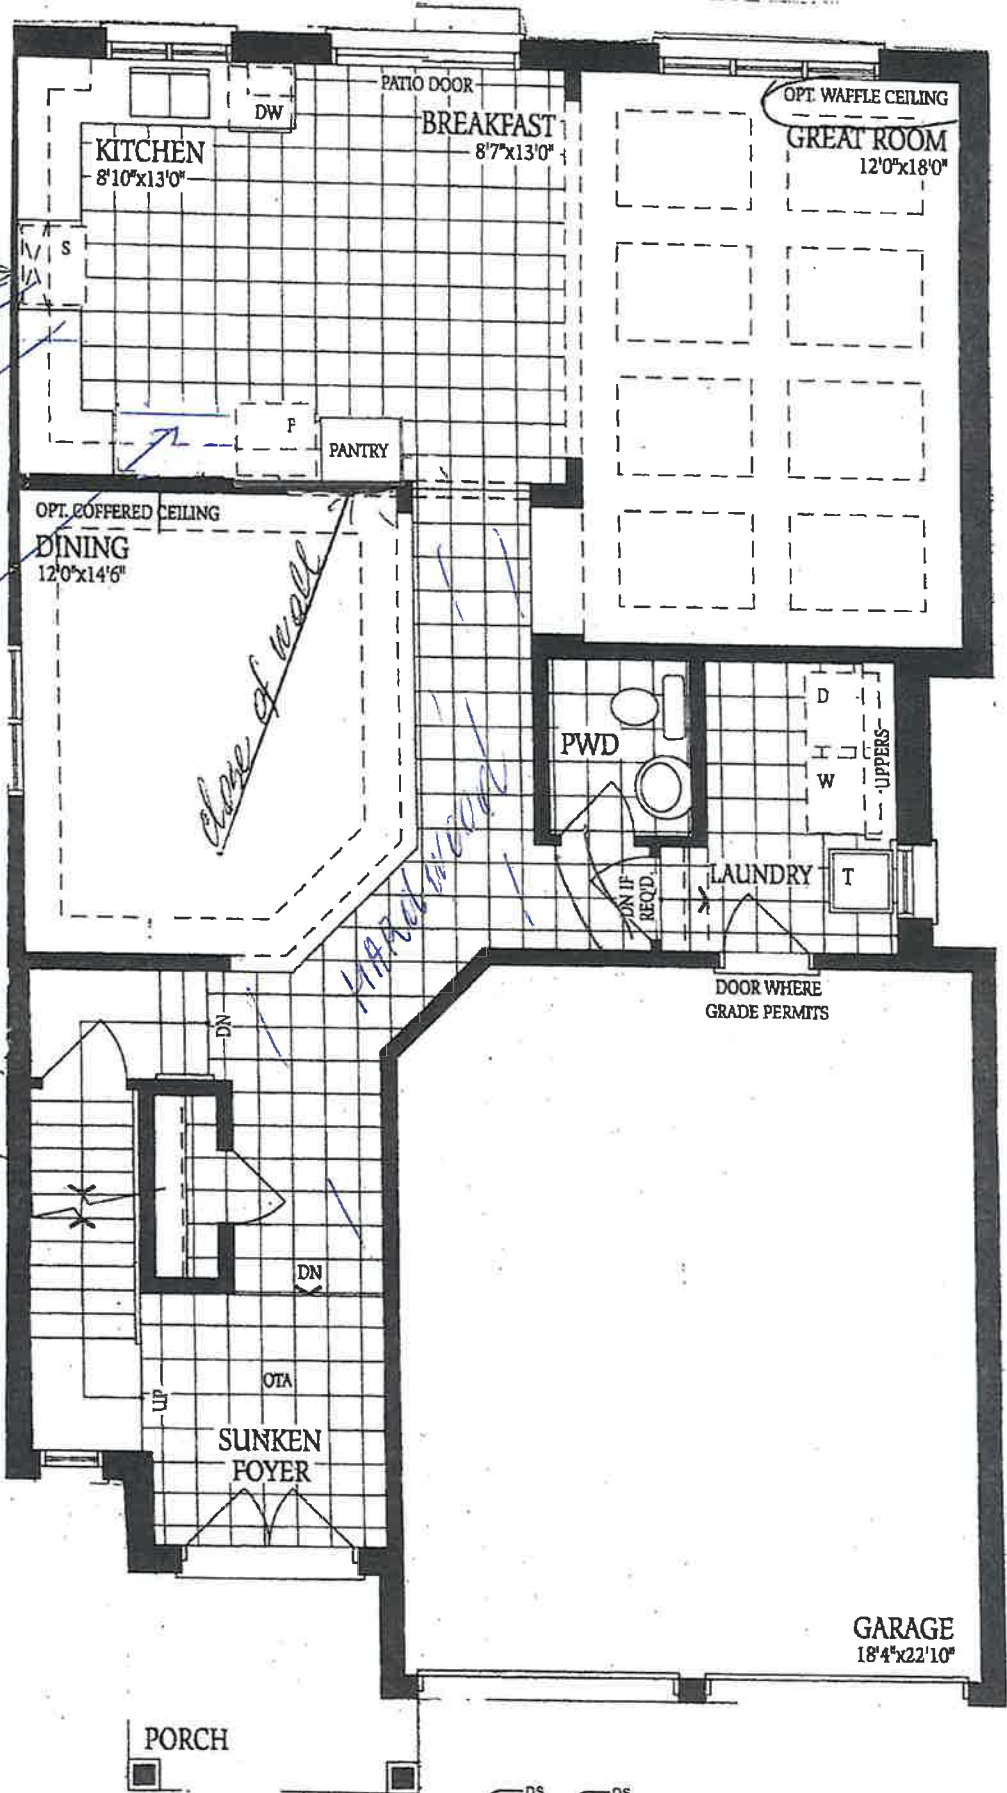 PATIO DOOR
OPT. WAFFLE CEILING
DW
BREAKFAST
8'7"x13'0"
GREAT ROOM
12'0"x18'0"
KITCHEN
8'10"x13'0"
S
F
PANTRY
OPT. COFFERED CEILING
DINING
12'0"x14'6"
close of wall
HARDWOOD
PWD
D
W
UPPERS
LAUNDRY
T
DN IF
REQ'D.
DOOR WHERE
GRADE PERMITS
DN
DN
OTA
UP
SUNKEN
FOYER
GARAGE
18'4"x22'10"
PORCH
DS
DS